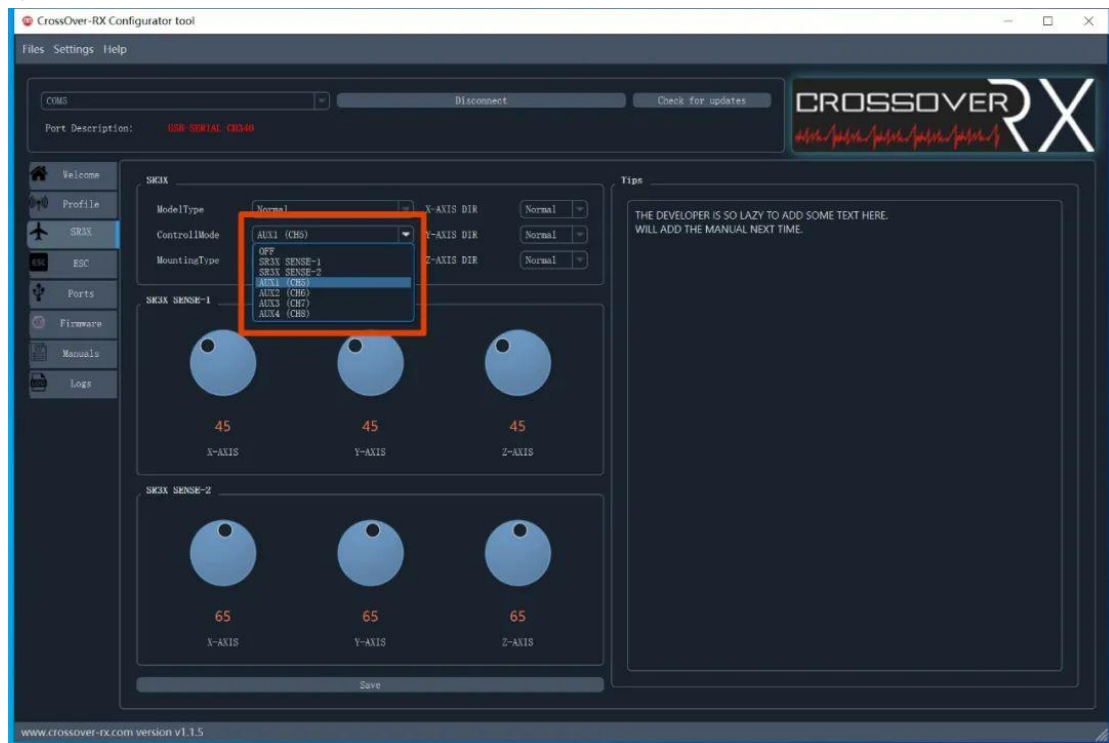 CrossOver-RX Configurator tool
Files Settings Help
COM5 Disconnect Check for updates
Port Description: USB-SERIAL CH340
CROSSOVER RX
Welcome
Profile
SR3X
ESC
Ports
Firmware
Manuals
Logs
SR3X
ModelType Normal X-AXIS DIR Normal
ControllMode AUX1 (CH5) Y-AXIS DIR Normal
MountingType Z-AXIS DIR Normal
OFF
SR3X SENSE-1
SR3X SENSE-2
AUX1 (CH5)
AUX2 (CH6)
AUX3 (CH7)
AUX4 (CH8)
SR3X SENSE-1
45 45 45
X-AXIS Y-AXIS Z-AXIS
SR3X SENSE-2
65 65 65
X-AXIS Y-AXIS Z-AXIS
Save
Tips
THE DEVELOPER IS SO LAZY TO ADD SOME TEXT HERE.
WILL ADD THE MANUAL NEXT TIME.
www.crossover-rx.com version v1.1.5